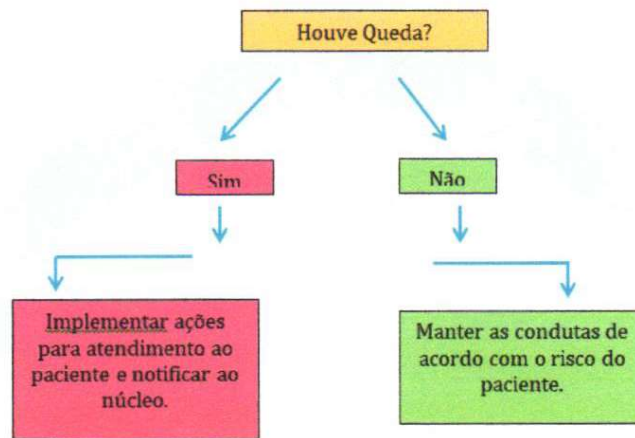 Houve Queda?
Sim
Não
Implementar ações
para atendimento ao
paciente e notificar ao
núcleo.
Manter as condutas de
acordo com o risco do
paciente.